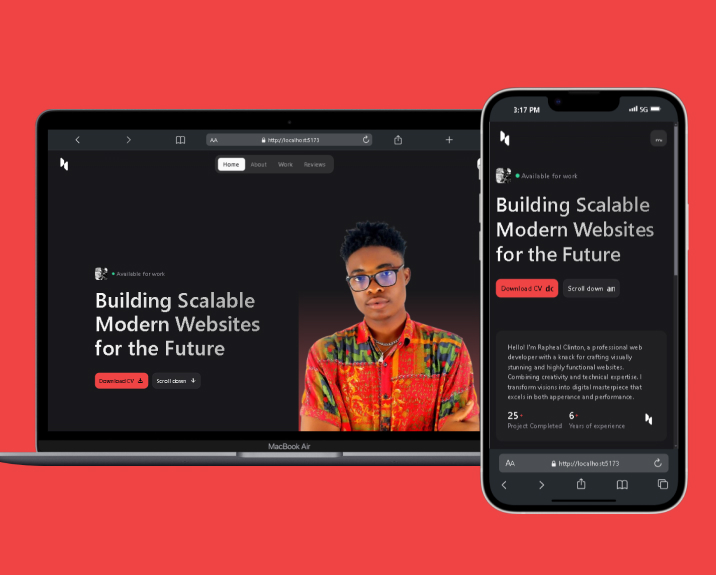 AA
http://localhost:5173
Home
About
Work
Reviews
Available for work
Building Scalable
Modern Websites
for the Future
Download CV
Scroll down
MacBook Air
3:17 PM
5G
Available for work
Building Scalable
Modern Websites
for the Future
Download CV dc
Scroll down arr
Hello! I'm Rapheal Clinton, a professional web
developer with a knack for crafting visually
stunning and highly functional websites.
Combining creativity and technical expertise. I
transform visions into digital masterpiece that
excels in both apperance and performance.
25+
6+
Project Completed
Years of experience
AA
http://localhost:5173